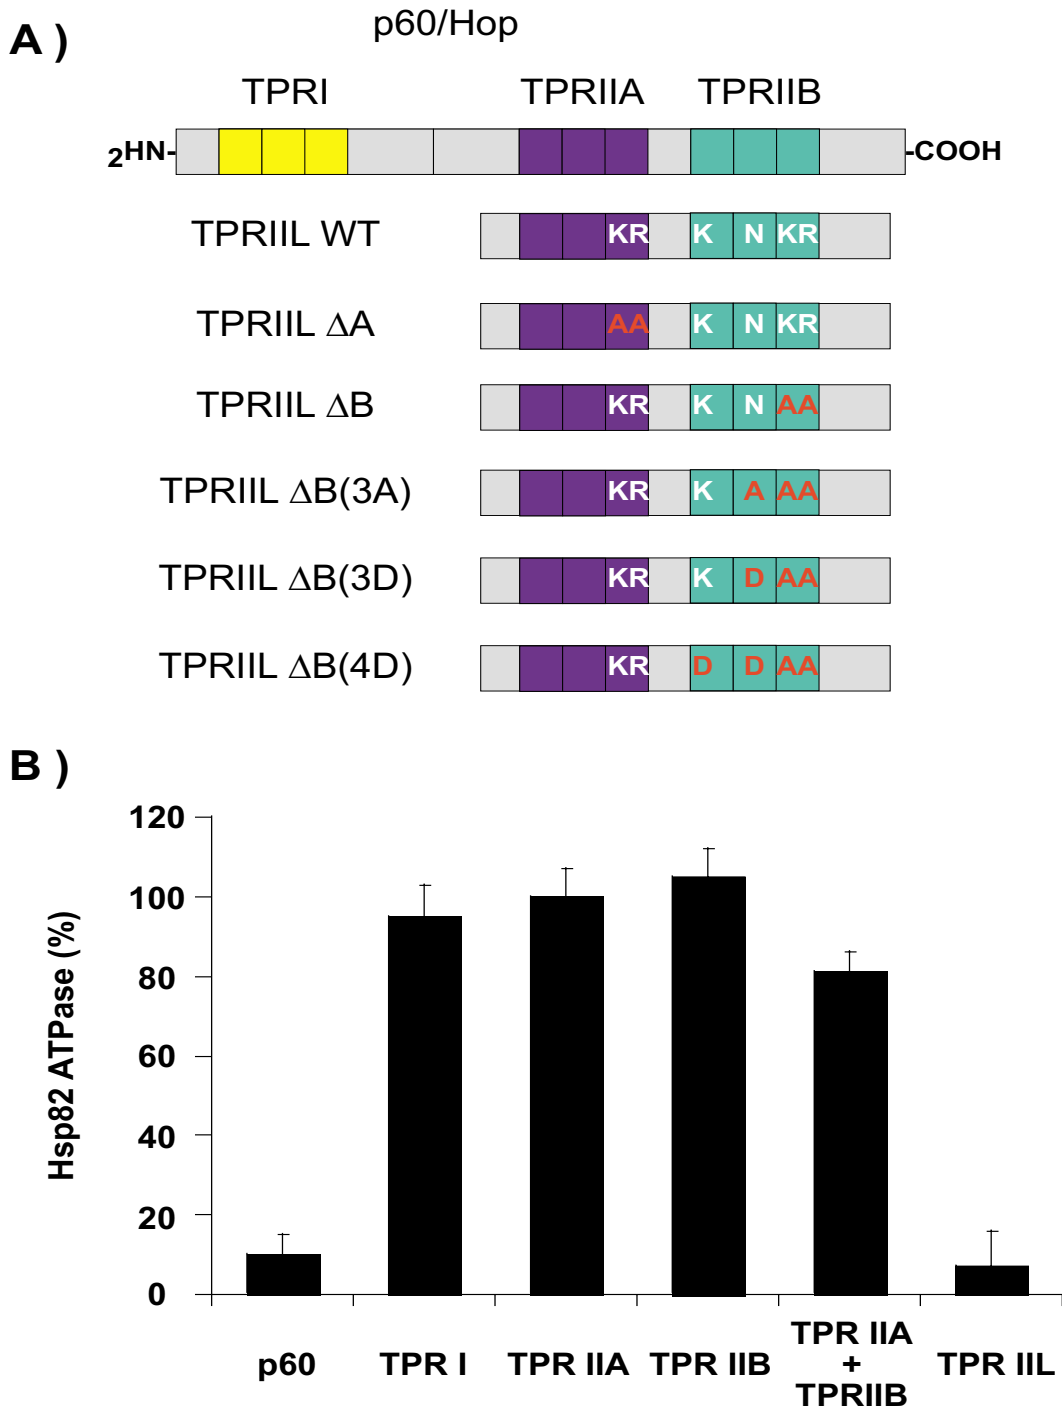 A )
p60/Hop
TPRI TPRIIA TPRIIB
2HN- -COOH
TPRIIL WT KR K N KR
TPRIIL ΔA AA K N KR
TPRIIL ΔB KR K N AA
TPRIIL ΔB(3A) KR K A AA
TPRIIL ΔB(3D) KR K D AA
TPRIIL ΔB(4D) KR D D AA
B )
Hsp82 ATPase (%)
120
100
80
60
40
20
0
p60 TPR I TPR IIA TPR IIB TPR IIA + TPRIIB TPR IIL